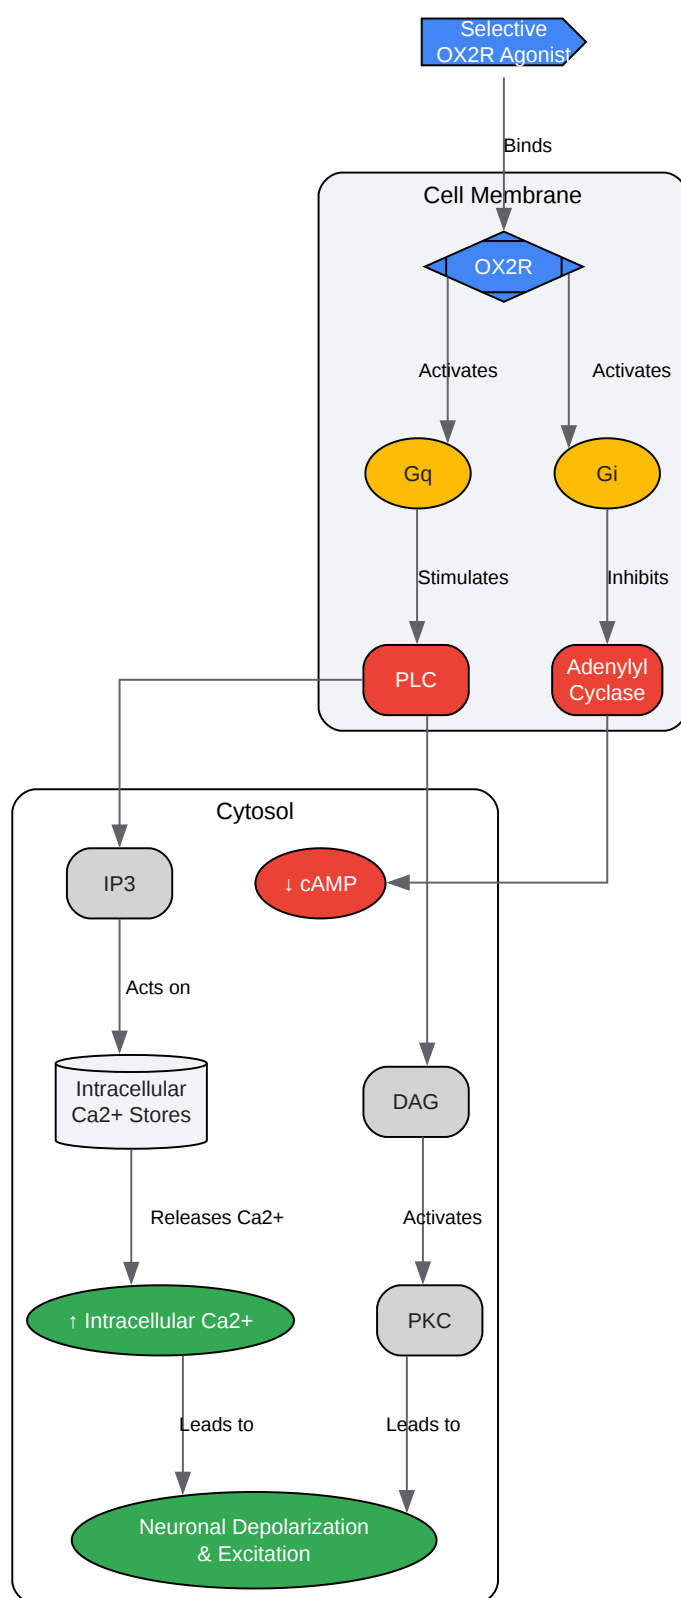 Selective
OX2R Agonist
Binds
Cell Membrane
OX2R
Activates
Activates
Gq
Gi
Stimulates
Inhibits
PLC
Adenylyl
Cyclase
Cytosol
IP3
↓ cAMP
Acts on
Intracellular
Ca2+ Stores
DAG
Releases Ca2+
Activates
↑ Intracellular Ca2+
PKC
Leads to
Leads to
Neuronal Depolarization
& Excitation